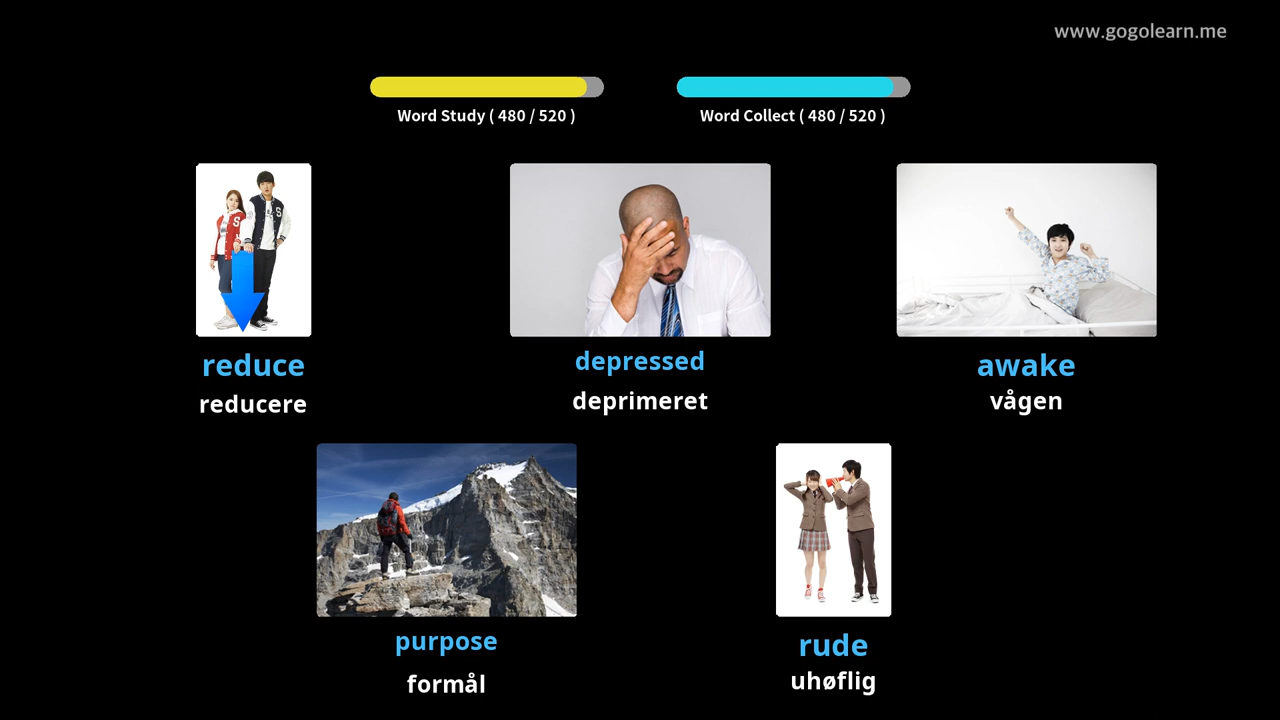 www.gogolearn.me
Word Study ( 480 / 520 )
Word Collect ( 480 / 520 )
S
S
reduce
reducere
depressed
deprimeret
awake
vågen
purpose
formål
rude
uhøflig